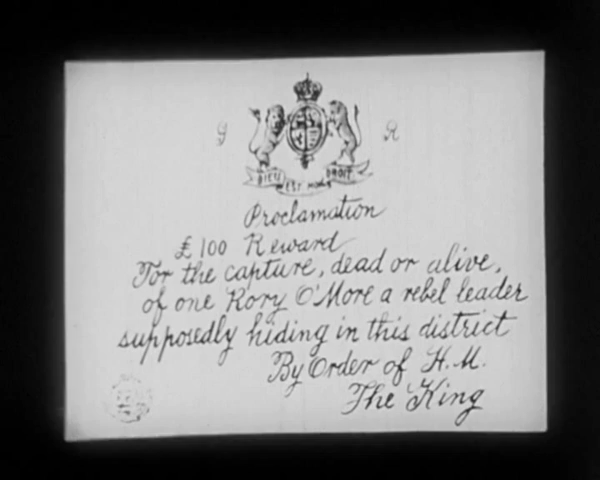 G R
DIEU EST MON DROIT
Proclamation
£100 Reward
For the capture, dead or alive,
of one Rory O'More a rebel leader
supposedly hiding in this district
By Order of H.M.
The King